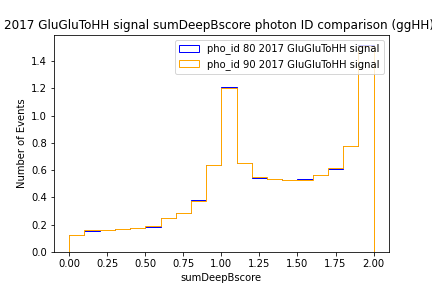 2017 GluGluToHH signal sumDeepBscore photon ID comparison (ggHH)
pho_id 80 2017 GluGluToHH signal
pho_id 90 2017 GluGluToHH signal
Number of Events
1.4
1.2
1.0
0.8
0.6
0.4
0.2
0.0
0.00 0.25 0.50 0.75 1.00 1.25 1.50 1.75 2.00
sumDeepBscore